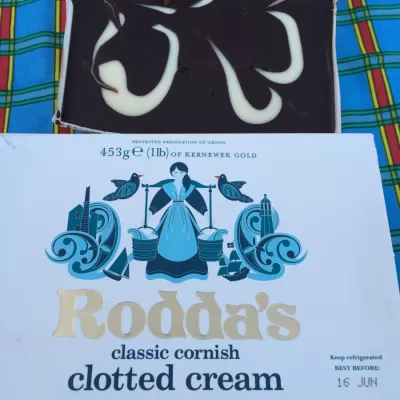 PROTECTED DESIGNATION OF ORIGIN
453g℮ (1lb) OF KERNEWEK GOLD
Rodda's
classic cornish
clotted cream
Keep refrigerated
BEST BEFORE:
16 JUN